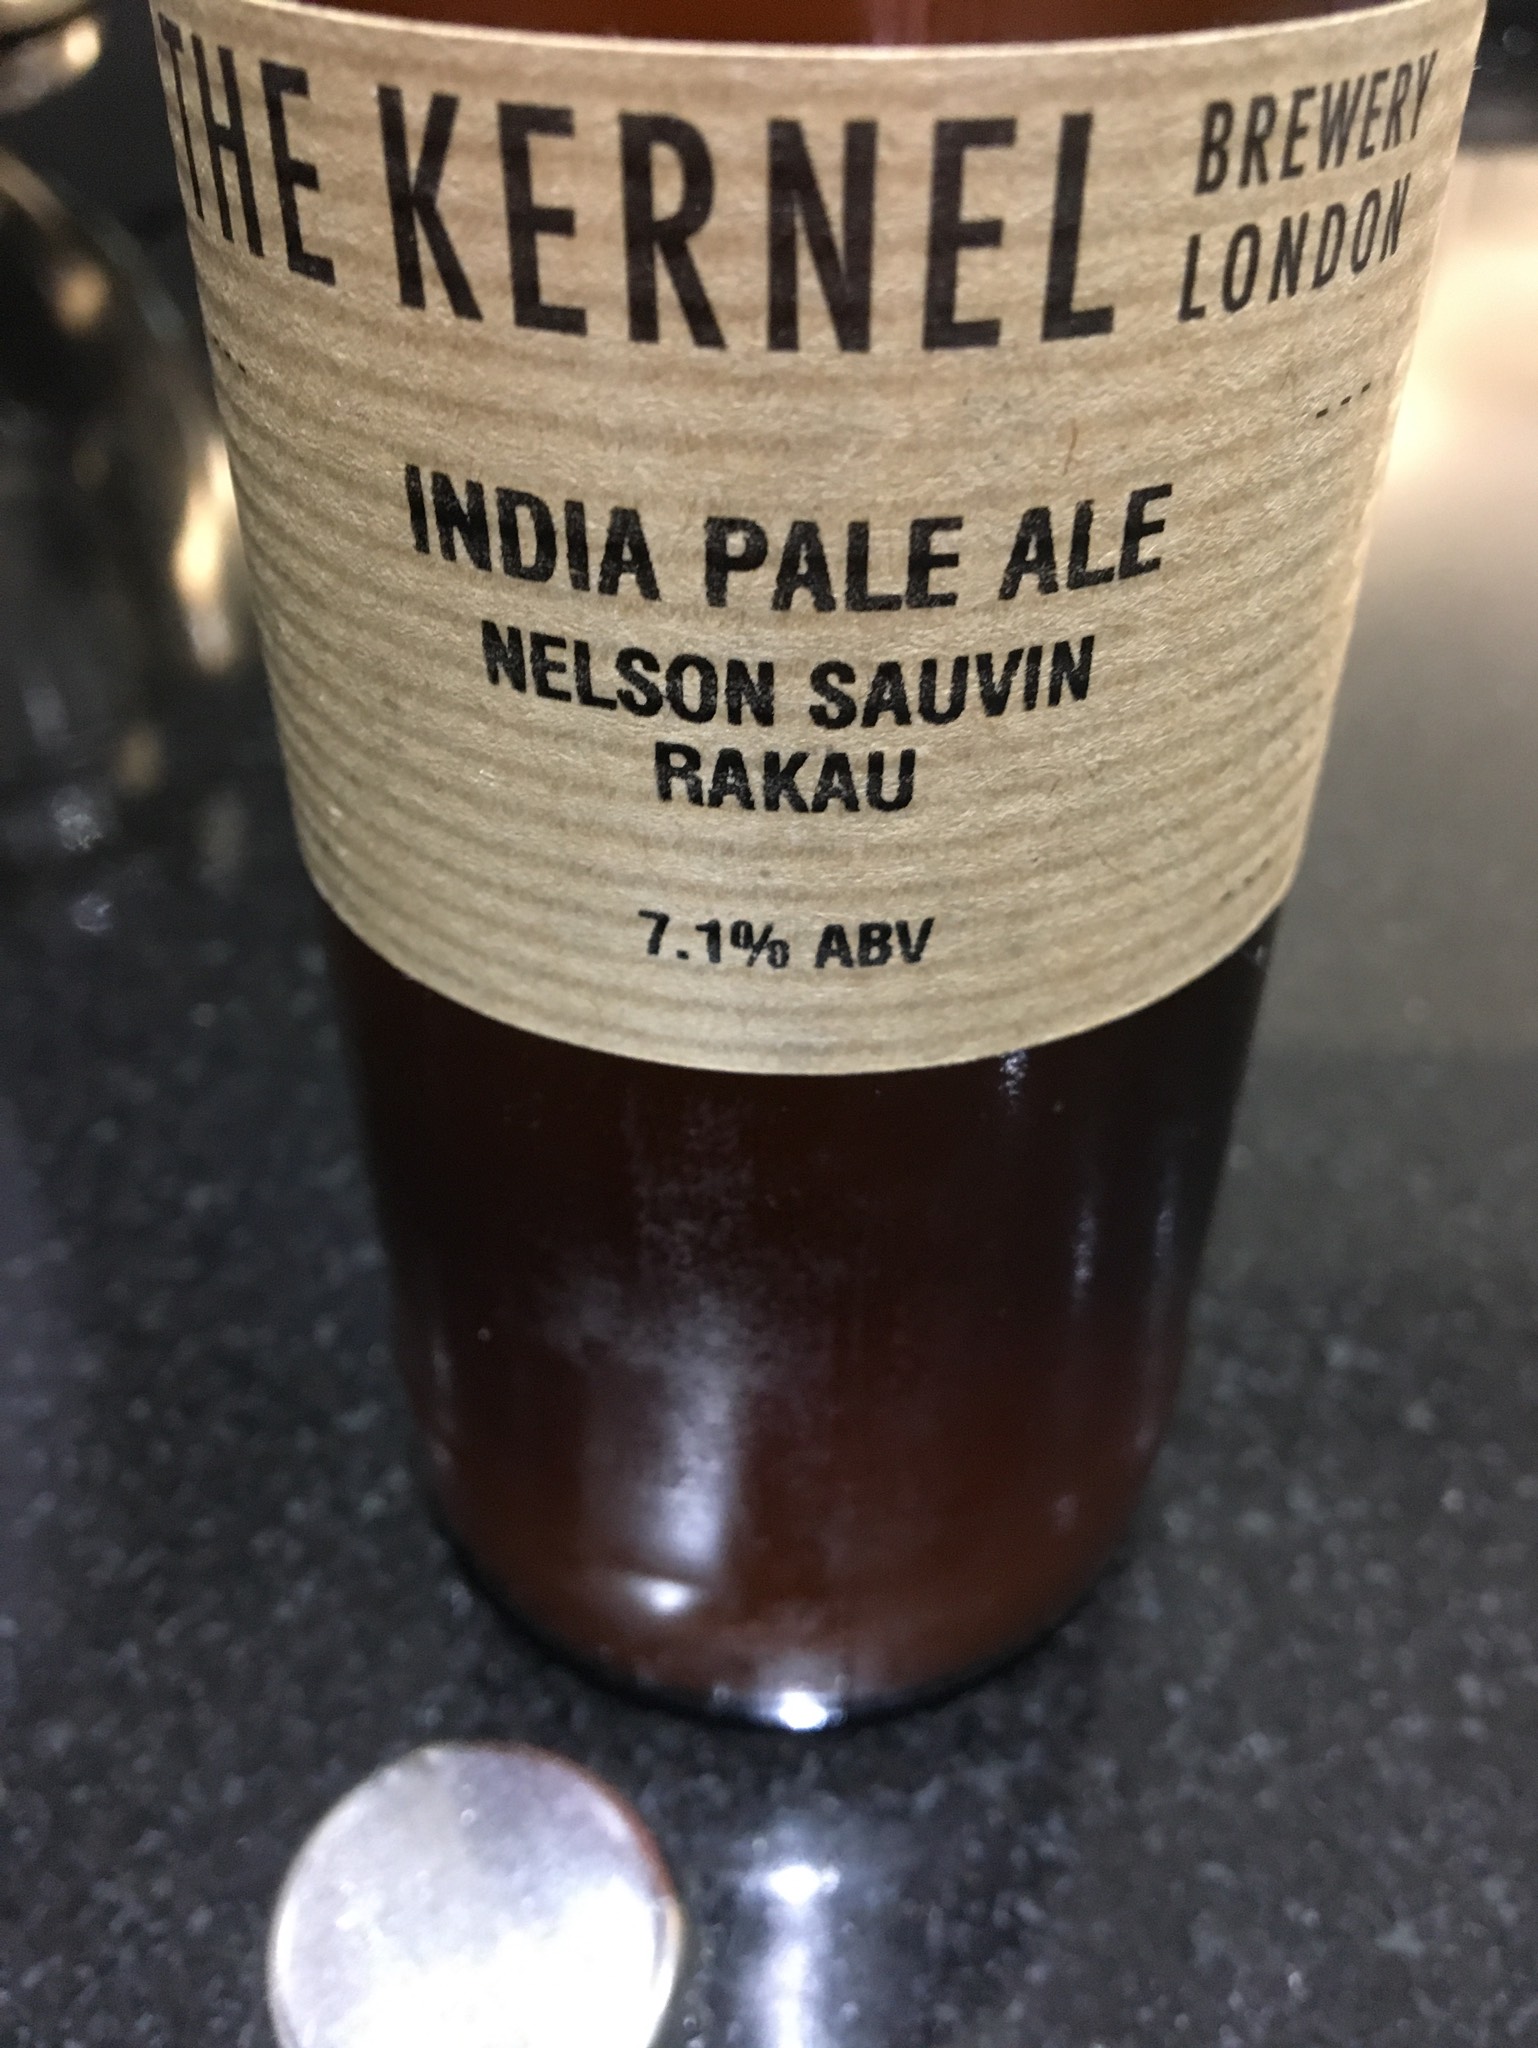 THE KERNEL BREWERY LONDON
INDIA PALE ALE
NELSON SAUVIN
RAKAU
7.1% ABV